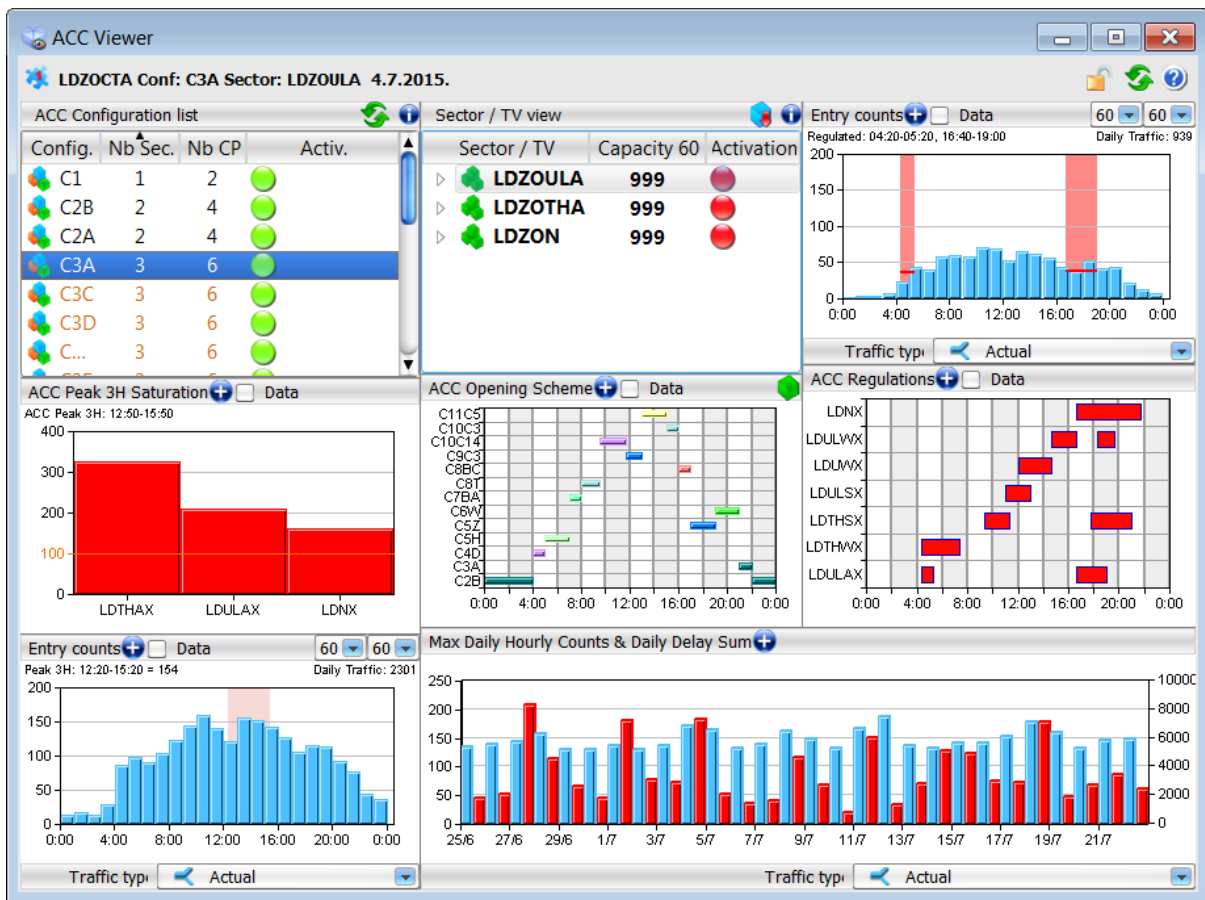 ACC Viewer
LDZOCTA Conf: C3A Sector: LDZOULA 4.7.2015.
ACC Configuration list
Config. Nb Sec. Nb CP Activ.
C1 1 2
C2B 2 4
C2A 2 4
C3A 3 6
C3C 3 6
C3D 3 6
C... 3 6
Sector / TV view
Sector / TV Capacity 60 Activation
LDZOULA 999
LDZOTHA 999
LDZON 999
Entry counts Data 60 60
Regulated: 04:20-05:20, 16:40-19:00 Daily Traffic: 939
200
150
100
50
0
0:00 4:00 8:00 12:00 16:00 20:00 0:00
Traffic type Actual
ACC Peak 3H Saturation Data
ACC Peak 3H: 12:50-15:50
400
300
200
100
0
LDTHAX LDULAX LDNX
ACC Opening Scheme Data
C11C5
C10C3
C10C14
C9C3
C8BC
C8T
C7BA
C6W
C5Z
C5H
C4D
C3A
C2B
0:00 4:00 8:00 12:00 16:00 20:00 0:00
ACC Regulations Data
LDNX
LDULWX
LDUWX
LDULSX
LDTHSX
LDTHWX
LDULAX
0:00 4:00 8:00 12:00 16:00 20:00 0:00
Entry counts Data 60 60
Peak 3H: 12:20-15:20 = 154 Daily Traffic: 2301
200
150
100
50
0
0:00 4:00 8:00 12:00 16:00 20:00 0:00
Traffic type Actual
Max Daily Hourly Counts & Daily Delay Sum
250 10000
200 8000
150 6000
100 4000
50 2000
0 0
25/6 27/6 29/6 1/7 3/7 5/7 7/7 9/7 11/7 13/7 15/7 17/7 19/7 21/7
Traffic type Actual